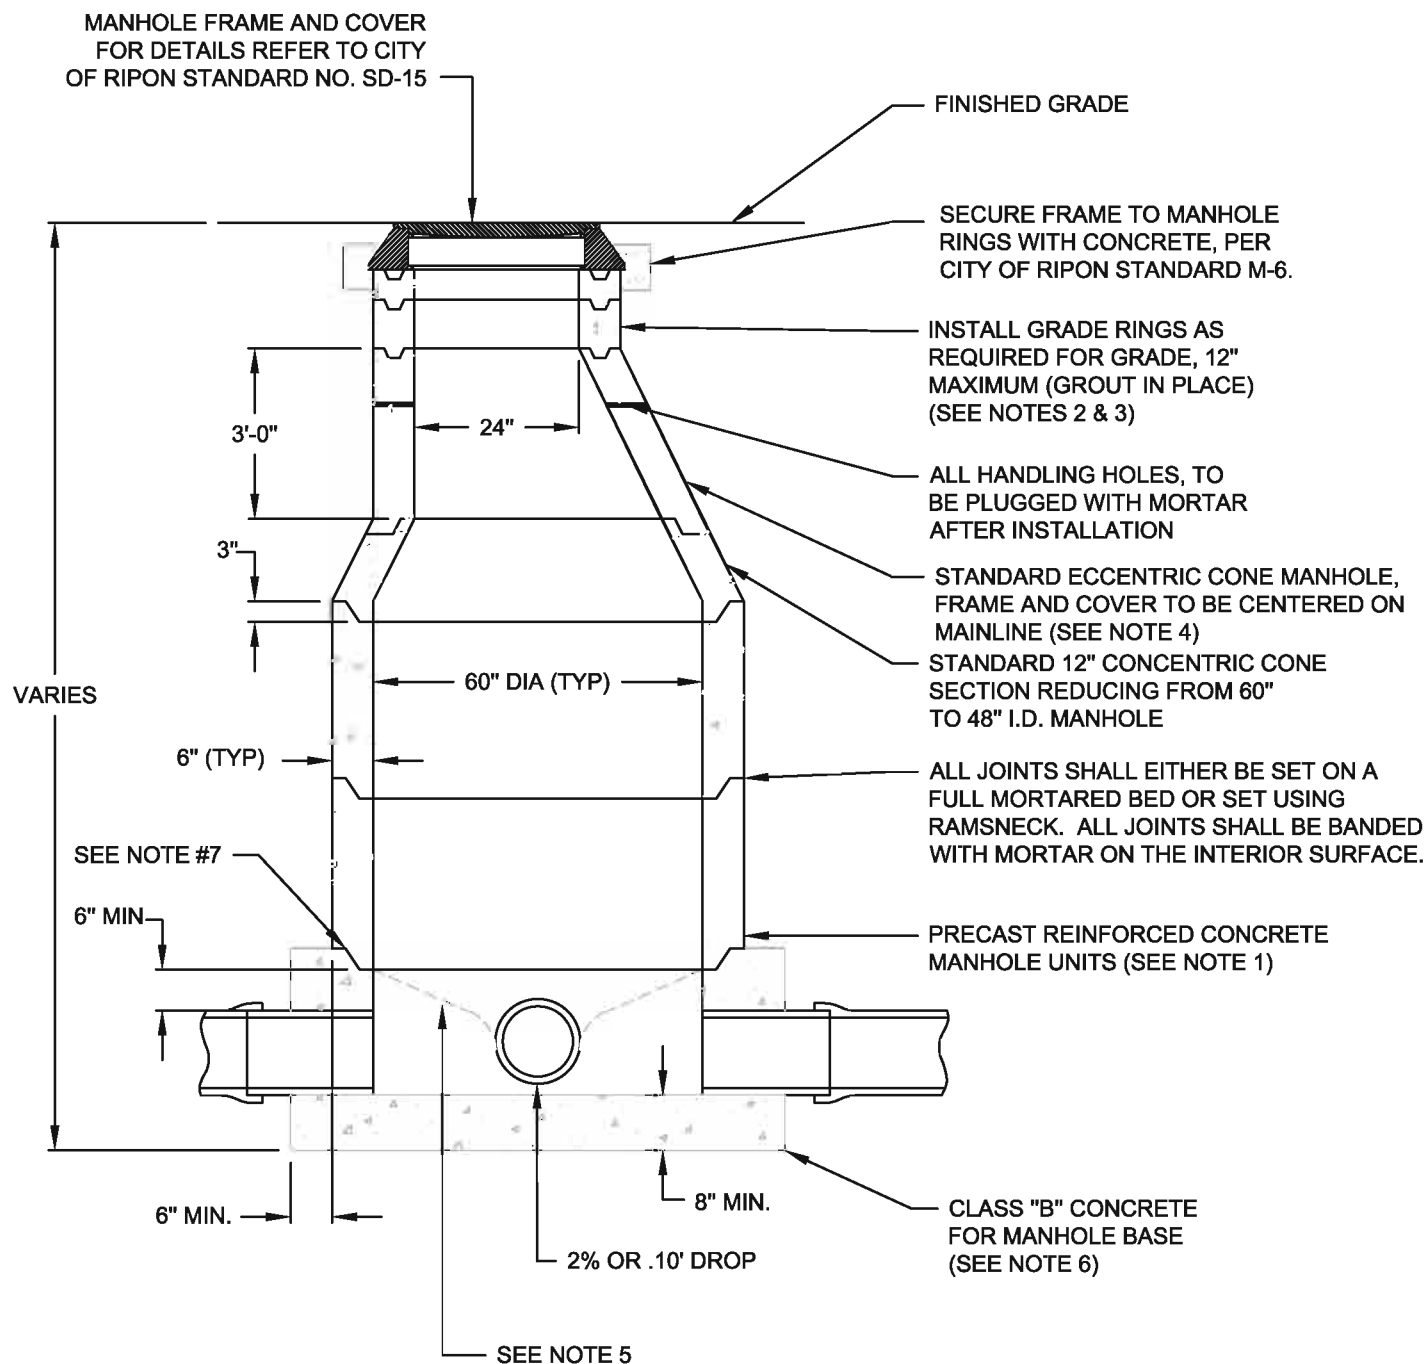 MANHOLE FRAME AND COVER
FOR DETAILS REFER TO CITY
OF RIPON STANDARD NO. SD-15
FINISHED GRADE
SECURE FRAME TO MANHOLE
RINGS WITH CONCRETE, PER
CITY OF RIPON STANDARD M-6.
INSTALL GRADE RINGS AS
REQUIRED FOR GRADE, 12"
MAXIMUM (GROUT IN PLACE)
(SEE NOTES 2 & 3)
3'-0"
24"
ALL HANDLING HOLES, TO
BE PLUGGED WITH MORTAR
AFTER INSTALLATION
3"
STANDARD ECCENTRIC CONE MANHOLE,
FRAME AND COVER TO BE CENTERED ON
MAINLINE (SEE NOTE 4)
STANDARD 12" CONCENTRIC CONE
SECTION REDUCING FROM 60"
TO 48" I.D. MANHOLE
60" DIA (TYP)
VARIES
6" (TYP)
ALL JOINTS SHALL EITHER BE SET ON A
FULL MORTARED BED OR SET USING
RAMSNECK. ALL JOINTS SHALL BE BANDED
WITH MORTAR ON THE INTERIOR SURFACE.
SEE NOTE #7
6" MIN
PRECAST REINFORCED CONCRETE
MANHOLE UNITS (SEE NOTE 1)
6" MIN.
8" MIN.
CLASS "B" CONCRETE
FOR MANHOLE BASE
(SEE NOTE 6)
2% OR .10' DROP
SEE NOTE 5